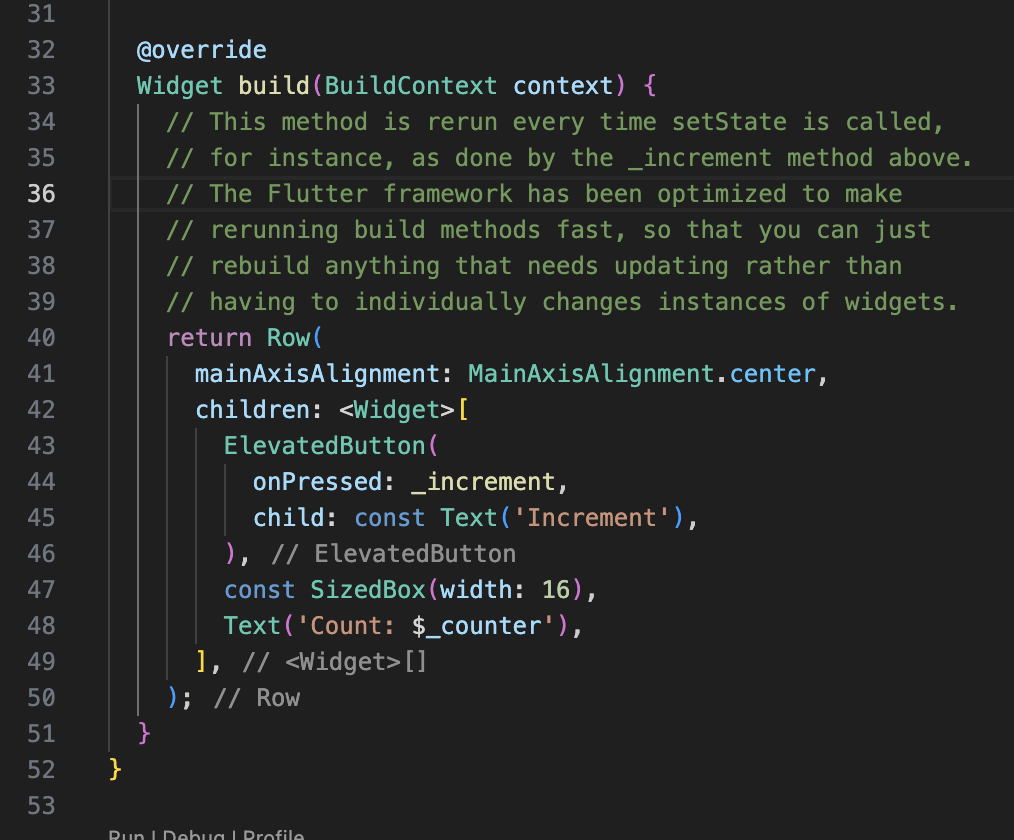 31
32 @override
33 Widget build(BuildContext context) {
34 // This method is rerun every time setState is called,
35 // for instance, as done by the _increment method above.
36 // The Flutter framework has been optimized to make
37 // rerunning build methods fast, so that you can just
38 // rebuild anything that needs updating rather than
39 // having to individually changes instances of widgets.
40 return Row(
41 mainAxisAlignment: MainAxisAlignment.center,
42 children: <Widget>[
43 ElevatedButton(
44 onPressed: _increment,
45 child: const Text('Increment'),
46 ), // ElevatedButton
47 const SizedBox(width: 16),
48 Text('Count: $_counter'),
49 ], // <Widget>[]
50 ); // Row
51 }
52 }
53
Run | Debug | Profile